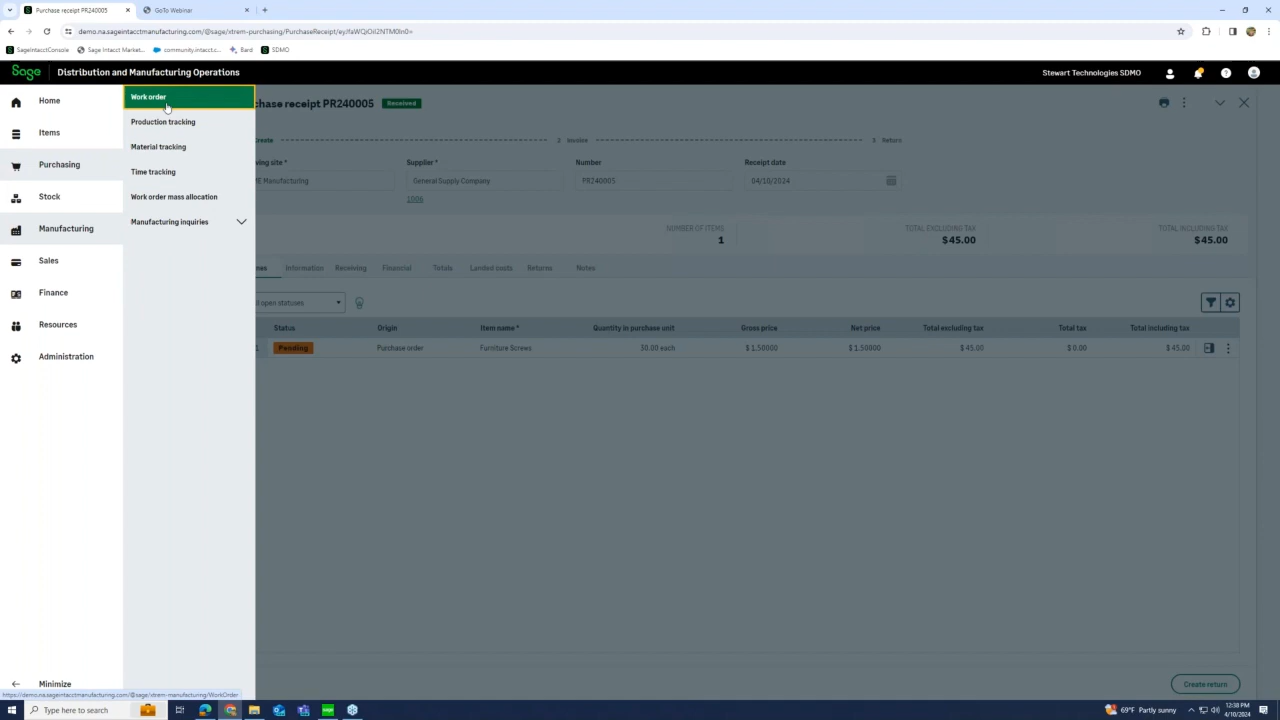 Purchase receipt PR240005
GoTo Webinar
demo.na.sageintacctmanufacturing.com/@sage/xtrem-purchasing/PurchaseReceipt/
SageIntacctConsole
Sage Intacct Market...
community.intacct.c...
Bard
SDMO
Sage
Distribution and Manufacturing Operations
Stewart Technologies SDMO
Home
Items
Purchasing
Stock
Manufacturing
Sales
Finance
Resources
Administration
Minimize
Work order
Production tracking
Material tracking
Time tracking
Work order mass allocation
Manufacturing inquiries
chase receipt PR240005
Received
Create
2 Invoice
3 Return
ving site *
Supplier *
Number
Receipt date
E Manufacturing
General Supply Company
PR240005
04/10/2024
1006
NUMBER OF ITEMS
1
TOTAL EXCLUDING TAX
$45.00
TOTAL INCLUDING TAX
$45.00
nes
Information
Receiving
Financial
Totals
Landed costs
Returns
Notes
l open statuses
Status
Origin
Item name *
Quantity in purchase unit
Gross price
Net price
Total excluding tax
Total tax
Total including tax
Pending
Purchase order
Furniture Screws
30.00 each
$ 1.50000
$ 1.50000
$ 45.00
$ 0.00
$ 45.00
Create return
https://demo.na.sageintacctmanufacturing.com/@sage/xtrem-manufacturing/WorkOrder
Type here to search
69°F Partly sunny
12:38 PM
4/10/2024